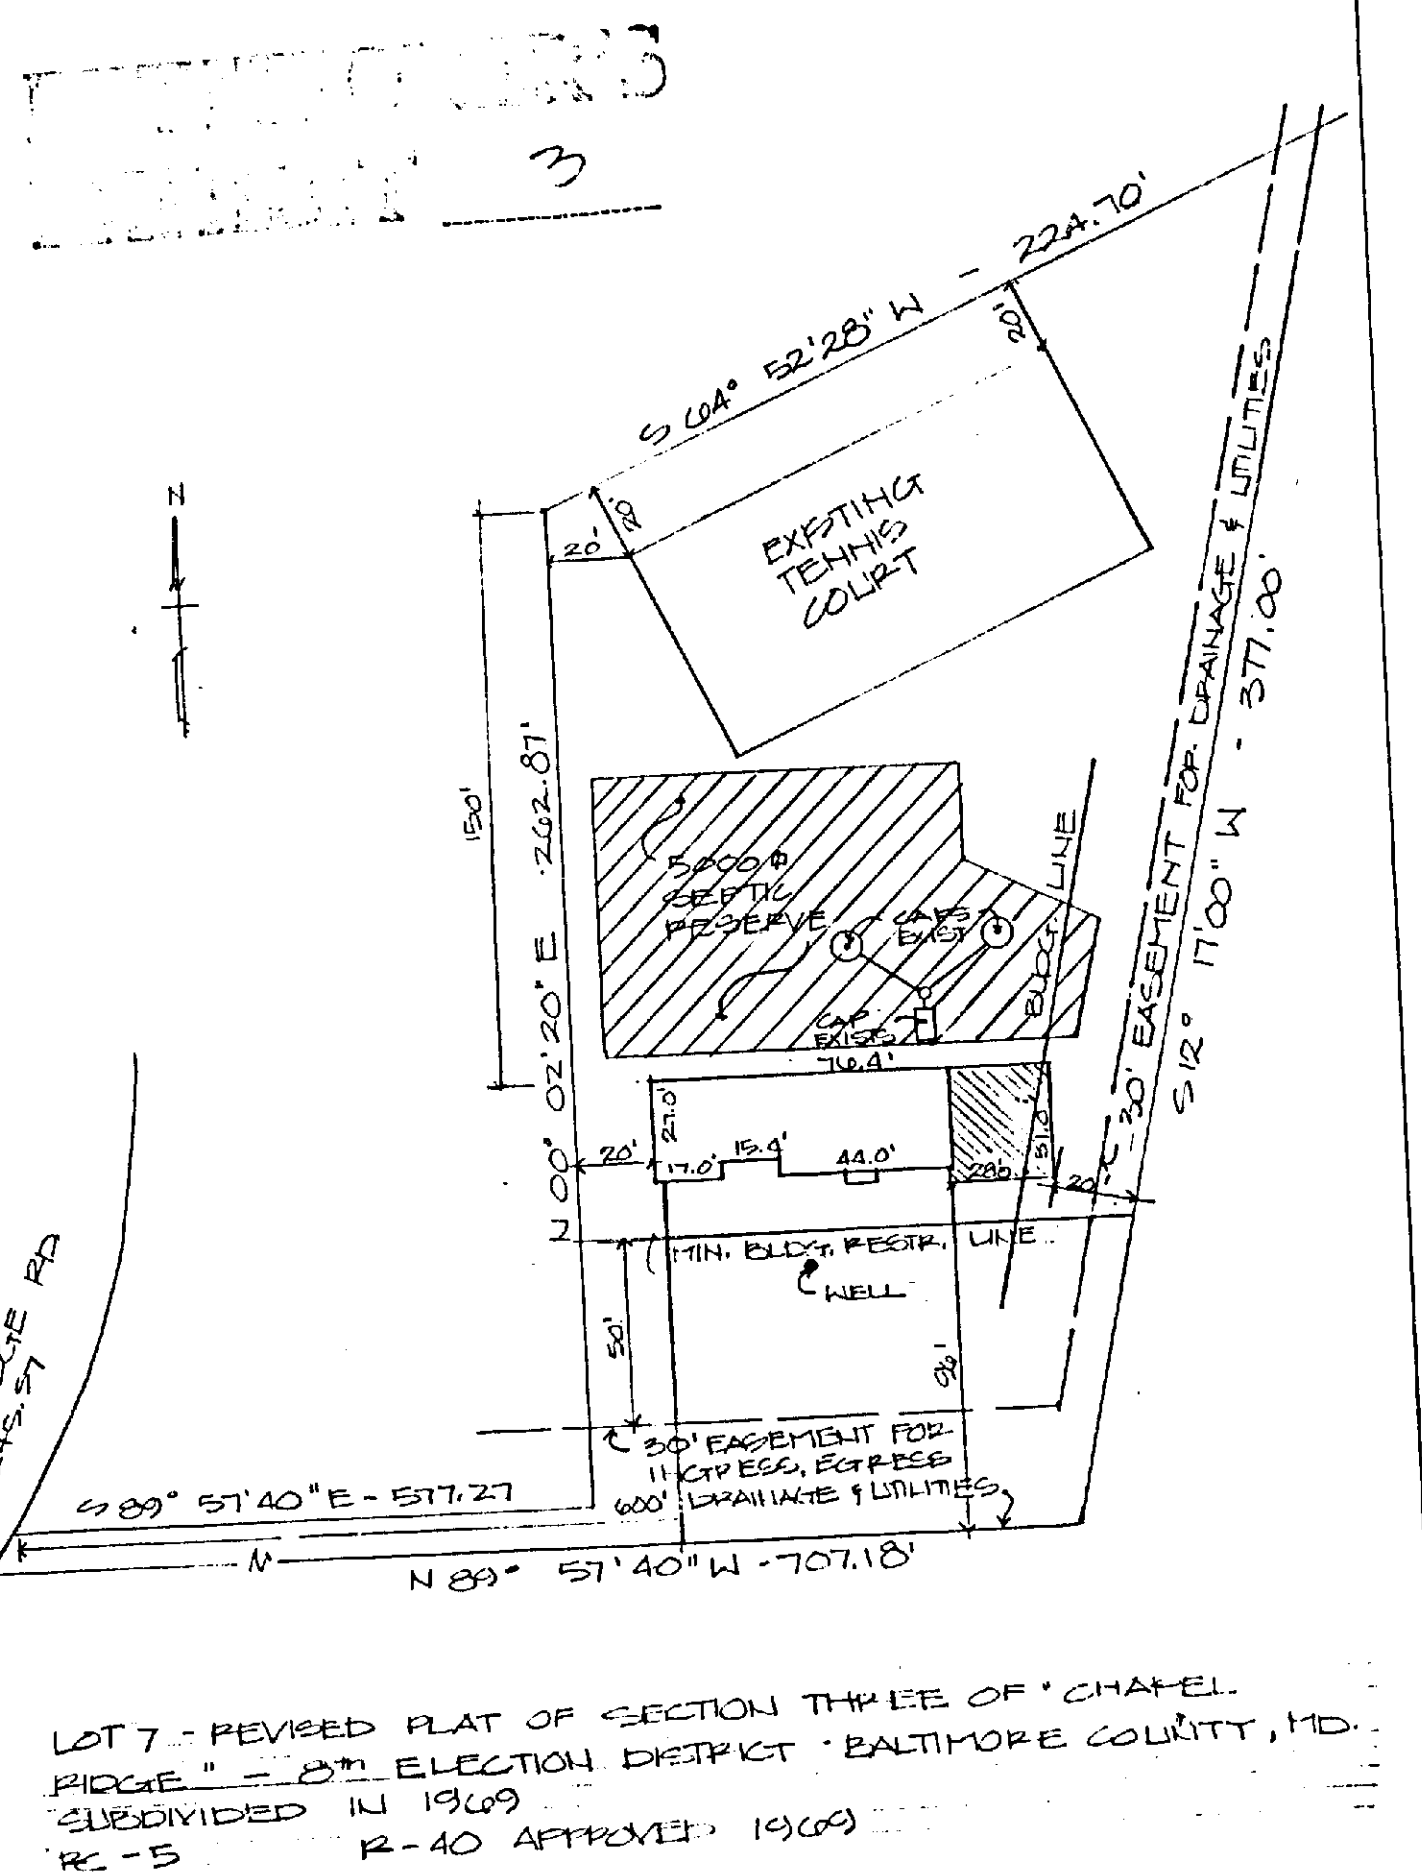 3
S 64° 52'28" W - 224.70'
20'
20'
20'
N
EXISTING
TENNIS
COURT
30' EASEMENT FOR DRAINAGE & UTILITIES
S 12° 17'00" W - 377.00'
150'
N 00° 02'20" E 262.87'
BLDG. LINE
5000
SEPTIC
RESERVE
CAPS
EXIST
CAP
EXISTS
76.4'
27.0'
20'
17.0'
15.4'
44.0'
28.0
31.0
20'
MIN. BLDG. RESTR. LINE
WELL
50'
96'
30' EASEMENT FOR
INGRESS, EGRESS
DRAINAGE & UTILITIES
600'
RD
S 89° 57'40" E - 577.27
N 89° 57'40" W - 707.18'
LOT 7 - REVISED PLAT OF SECTION THREE OF "CHAPEL
RIDGE" - 8TH ELECTION DISTRICT BALTIMORE COUNTY, MD.
SUBDIVIDED IN 1969
RC-5 R-40 APPROVED 1969